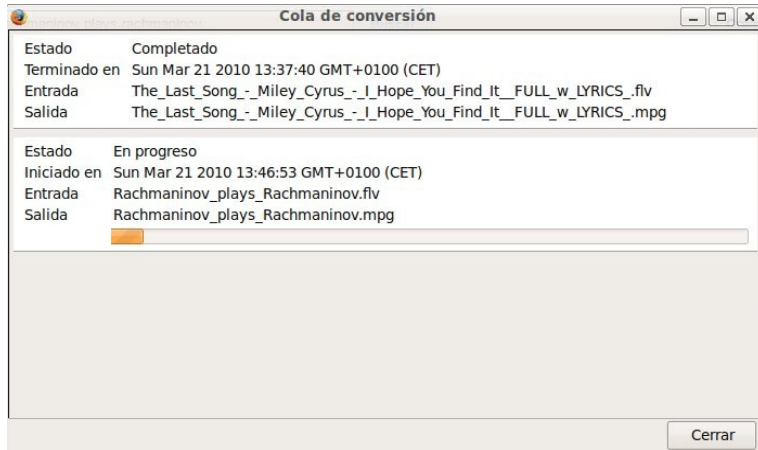 Cola de conversión
Estado Completado
Terminado en Sun Mar 21 2010 13:37:40 GMT+0100 (CET)
Entrada The_Last_Song_-_Miley_Cyrus_-_I_Hope_You_Find_It__FULL_w_LYRICS_.flv
Salida The_Last_Song_-_Miley_Cyrus_-_I_Hope_You_Find_It__FULL_w_LYRICS_.mpg
Estado En progreso
Iniciado en Sun Mar 21 2010 13:46:53 GMT+0100 (CET)
Entrada Rachmaninov_plays_Rachmaninov.flv
Salida Rachmaninov_plays_Rachmaninov.mpg
Cerrar